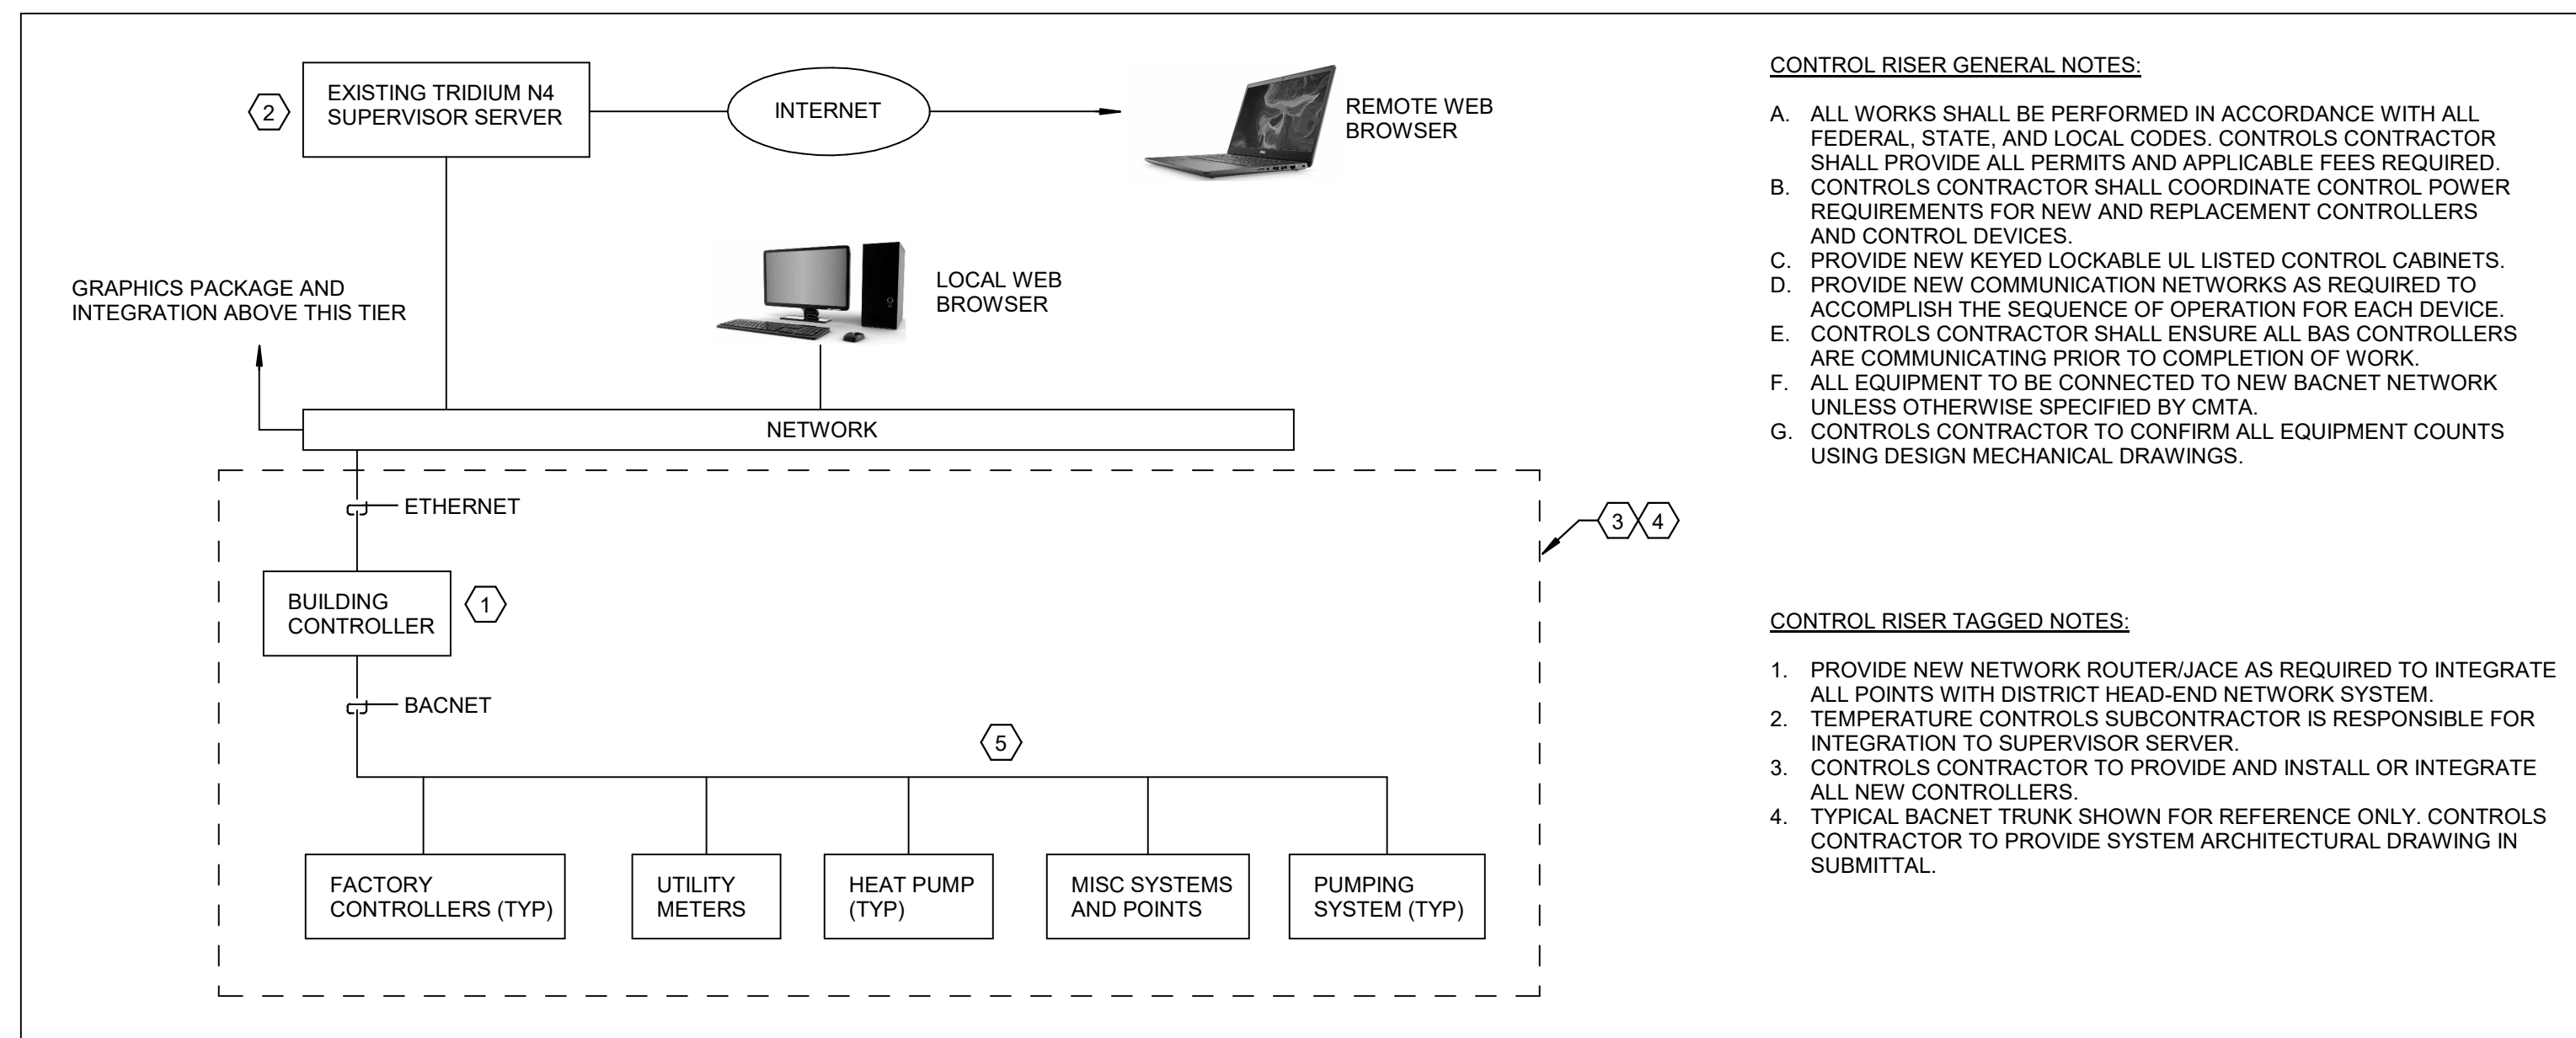 2
EXISTING TRIDIUM N4
SUPERVISOR SERVER
INTERNET
REMOTE WEB
BROWSER
LOCAL WEB
BROWSER
GRAPHICS PACKAGE AND
INTEGRATION ABOVE THIS TIER
NETWORK
ETHERNET
3
4
BUILDING
CONTROLLER
1
BACNET
5
FACTORY
CONTROLLERS (TYP)
UTILITY
METERS
HEAT PUMP
(TYP)
MISC SYSTEMS
AND POINTS
PUMPING
SYSTEM (TYP)
CONTROL RISER GENERAL NOTES:
A. ALL WORKS SHALL BE PERFORMED IN ACCORDANCE WITH ALL
FEDERAL, STATE, AND LOCAL CODES. CONTROLS CONTRACTOR
SHALL PROVIDE ALL PERMITS AND APPLICABLE FEES REQUIRED.
B. CONTROLS CONTRACTOR SHALL COORDINATE CONTROL POWER
REQUIREMENTS FOR NEW AND REPLACEMENT CONTROLLERS
AND CONTROL DEVICES.
C. PROVIDE NEW KEYED LOCKABLE UL LISTED CONTROL CABINETS.
D. PROVIDE NEW COMMUNICATION NETWORKS AS REQUIRED TO
ACCOMPLISH THE SEQUENCE OF OPERATION FOR EACH DEVICE.
E. CONTROLS CONTRACTOR SHALL ENSURE ALL BAS CONTROLLERS
ARE COMMUNICATING PRIOR TO COMPLETION OF WORK.
F. ALL EQUIPMENT TO BE CONNECTED TO NEW BACNET NETWORK
UNLESS OTHERWISE SPECIFIED BY CMTA.
G. CONTROLS CONTRACTOR TO CONFIRM ALL EQUIPMENT COUNTS
USING DESIGN MECHANICAL DRAWINGS.
CONTROL RISER TAGGED NOTES:
1. PROVIDE NEW NETWORK ROUTER/JACE AS REQUIRED TO INTEGRATE
ALL POINTS WITH DISTRICT HEAD-END NETWORK SYSTEM.
2. TEMPERATURE CONTROLS SUBCONTRACTOR IS RESPONSIBLE FOR
INTEGRATION TO SUPERVISOR SERVER.
3. CONTROLS CONTRACTOR TO PROVIDE AND INSTALL OR INTEGRATE
ALL NEW CONTROLLERS.
4. TYPICAL BACNET TRUNK SHOWN FOR REFERENCE ONLY. CONTROLS
CONTRACTOR TO PROVIDE SYSTEM ARCHITECTURAL DRAWING IN
SUBMITTAL.